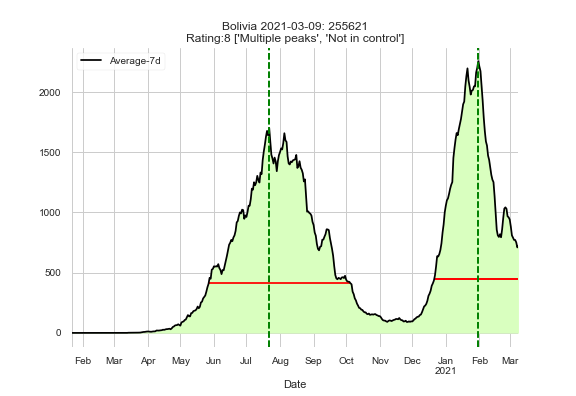 Bolivia 2021-03-09: 255621
Rating:8 ['Multiple peaks', 'Not in control']
Average-7d
2000
1500
1000
500
0
Feb Mar Apr May Jun Jul Aug Sep Oct Nov Dec Jan Feb Mar
2021
Date